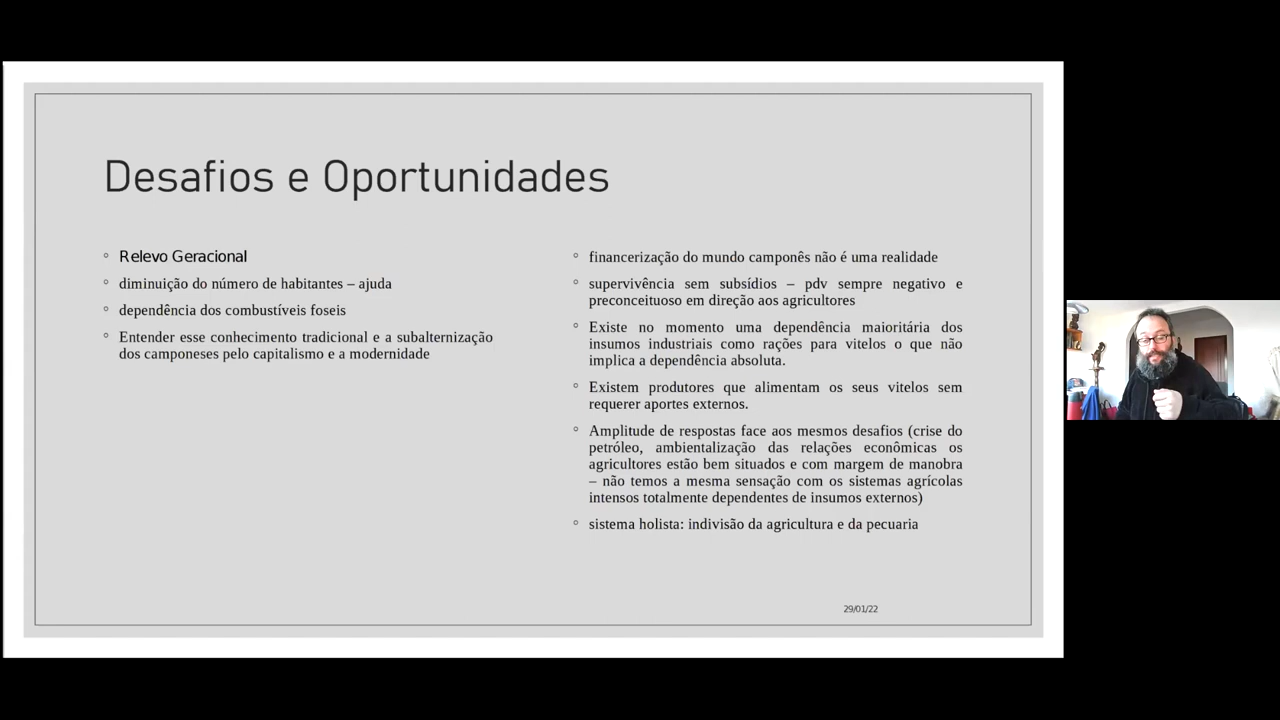 Desafios e Oportunidades
Relevo Geracional
diminuição do número de habitantes – ajuda
dependência dos combustíveis foseis
Entender esse conhecimento tradicional e a subalternização
dos camponeses pelo capitalismo e a modernidade
financerização do mundo camponês não é uma realidade
supervivência sem subsídios – pdv sempre negativo e
preconceituoso em direção aos agricultores
Existe no momento uma dependência maioritária dos
insumos industriais como rações para vitelos o que não
implica a dependência absoluta.
Existem produtores que alimentam os seus vitelos sem
requerer aportes externos.
Amplitude de respostas face aos mesmos desafios (crise do
petróleo, ambientalização das relações econômicas os
agricultores estão bem situados e com margem de manobra
– não temos a mesma sensação com os sistemas agrícolas
intensos totalmente dependentes de insumos externos)
sistema holista: indivisão da agricultura e da pecuaria
29/01/22